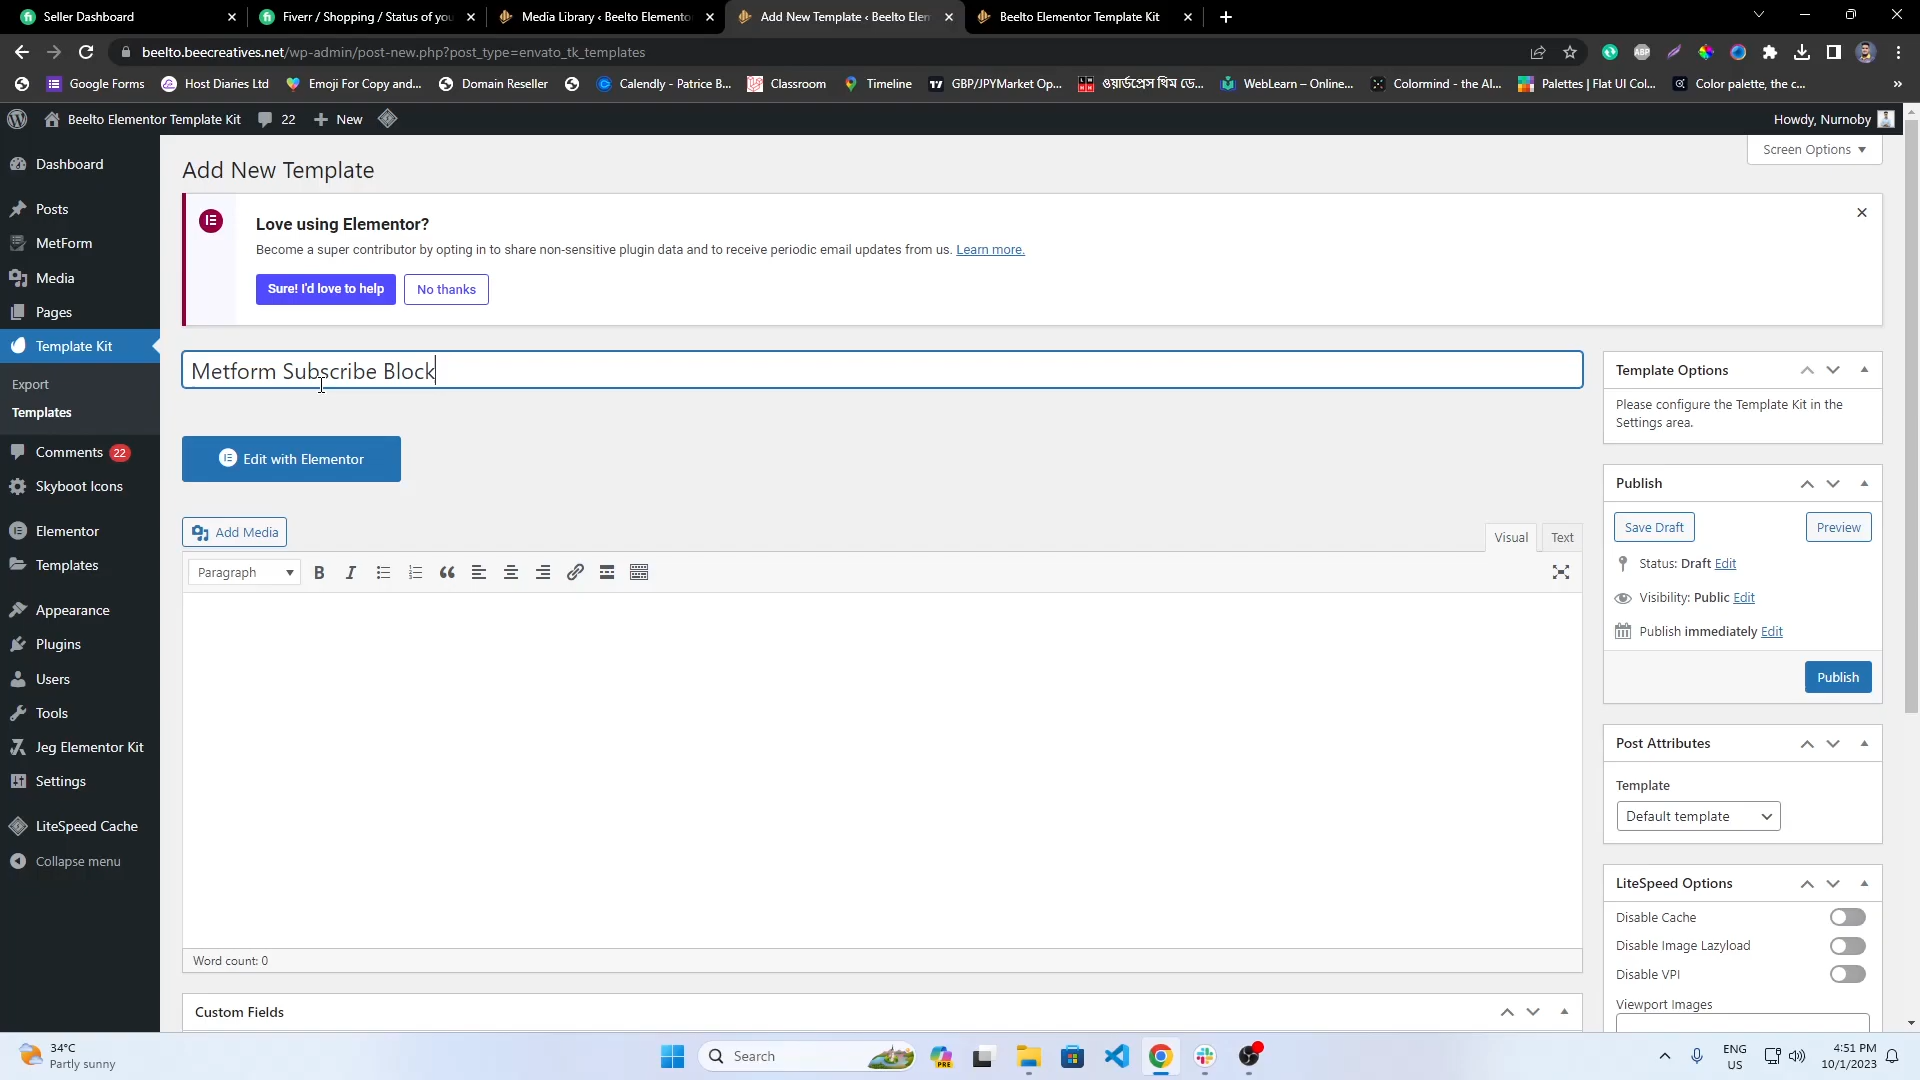 Seller Dashboard
Fiverr / Shopping / Status of you
Media Library ‹ Beelto Elemento
Add New Template ‹ Beelto Elem
Beelto Elementor Template Kit
beelto.beecreatives.net/wp-admin/post-new.php?post_type=envato_tk_templates
ABP
Google Forms
Host Diaries Ltd
Emoji For Copy and...
Domain Reseller
Calendly - Patrice B...
Classroom
Timeline
GBP/JPYMarket Op...
ওয়ার্ডপ্রেস থিম ডে...
WebLearn – Online...
Colormind - the AI...
Palettes | Flat UI Col...
Color palette, the c...
»
Beelto Elementor Template Kit
22
New
Howdy, Nurnoby
Screen Options
Dashboard
Posts
MetForm
Media
Pages
Template Kit
Export
Templates
Comments 22
Skyboot Icons
Elementor
Templates
Appearance
Plugins
Users
Tools
Jeg Elementor Kit
Settings
LiteSpeed Cache
Collapse menu
Add New Template
Love using Elementor?
Become a super contributor by opting in to share non-sensitive plugin data and to receive periodic email updates from us. Learn more.
Sure! I'd love to help
No thanks
Metform Subscribe Block
Edit with Elementor
Add Media
Visual
Text
Paragraph
B
I
Word count: 0
Custom Fields
Template Options
Please configure the Template Kit in the
Settings area.
Publish
Save Draft
Preview
Status: Draft Edit
Visibility: Public Edit
Publish immediately Edit
Publish
Post Attributes
Template
Default template
LiteSpeed Options
Disable Cache
Disable Image Lazyload
Disable VPI
Viewport Images
34°C
Partly sunny
Search
PRE
ENG
US
4:51 PM
10/1/2023